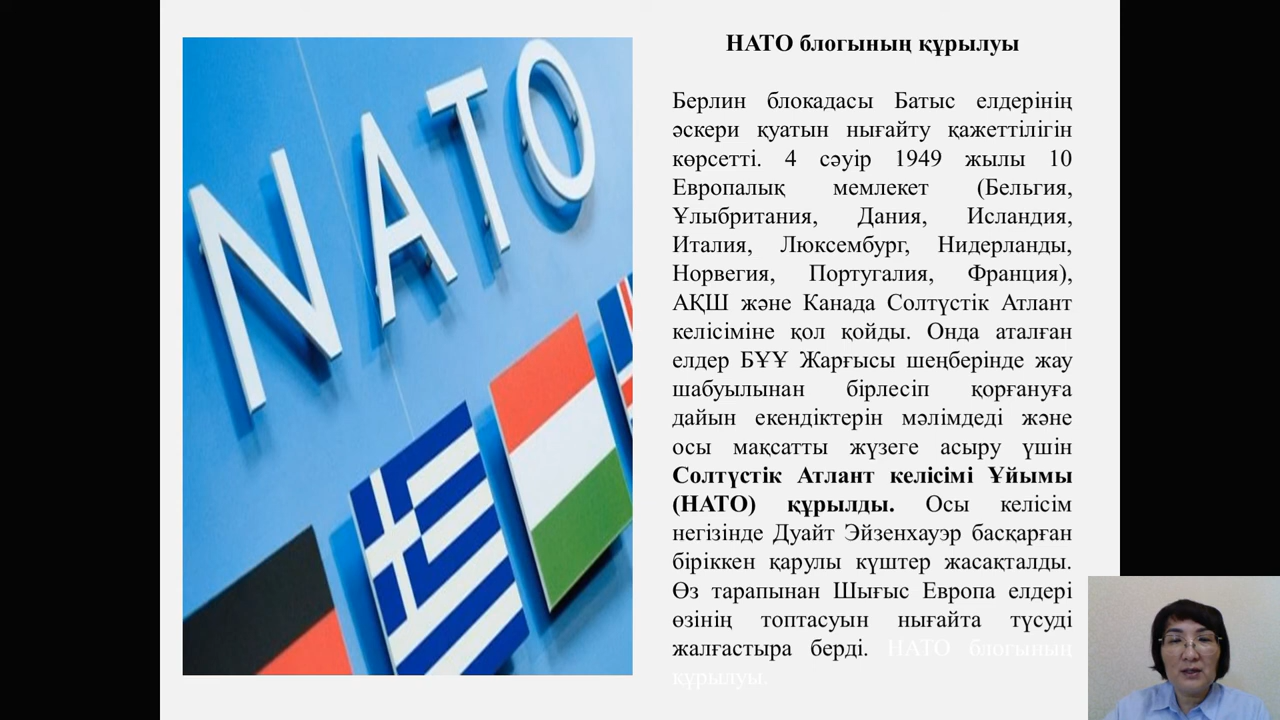 NATO
НАТО блогының құрылуы
Берлин блокадасы Батыс елдерінің
әскери қуатын нығайту қажеттілігін
көрсетті. 4 сәуір 1949 жылы 10
Европалық мемлекет (Бельгия,
Ұлыбритания, Дания, Исландия,
Италия, Люксембург, Нидерланды,
Норвегия, Португалия, Франция),
АҚШ және Канада Солтүстік Атлант
келісіміне қол қойды. Онда аталған
елдер БҰҰ Жарғысы шеңберінде жау
шабуылынан бірлесіп қорғануға
дайын екендіктерін мәлімдеді және
осы мақсатты жүзеге асыру үшін
Солтүстік Атлант келісімі Ұйымы
(НАТО) құрылды. Осы келісім
негізінде Дуайт Эйзенхауэр басқарған
біріккен қарулы күштер жасақталды.
Өз тарапынан Шығыс Европа елдері
өзінің топтасуын нығайта түсуді
жалғастыра берді. НАТО блогының
құрылуы.